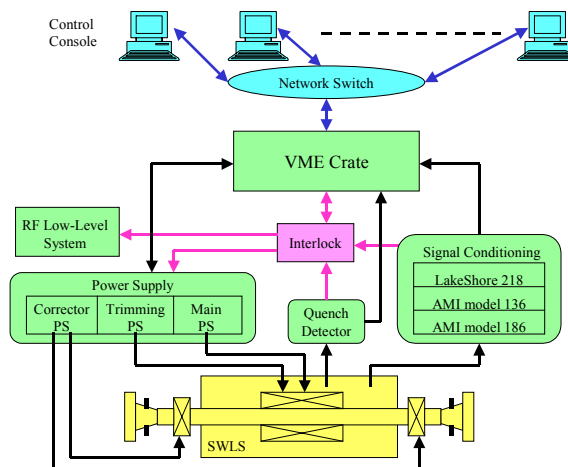 Control
Console
Network Switch
VME Crate
RF Low-Level
System
Interlock
Signal Conditioning
LakeShore 218
AMI model 136
AMI model 186
Power Supply
Corrector
PS
Trimming
PS
Main
PS
Quench
Detector
SWLS